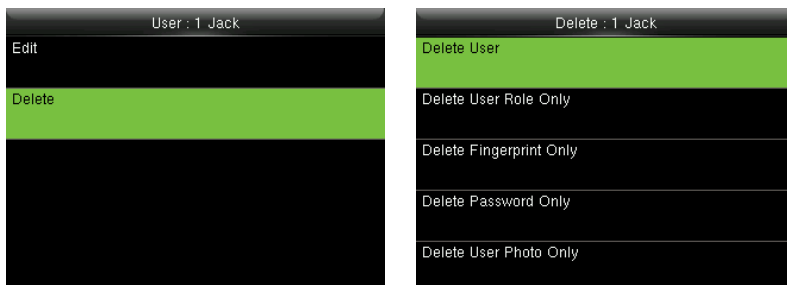 User : 1 Jack
Edit
Delete
Delete : 1 Jack
Delete User
Delete User Role Only
Delete Fingerprint Only
Delete Password Only
Delete User Photo Only